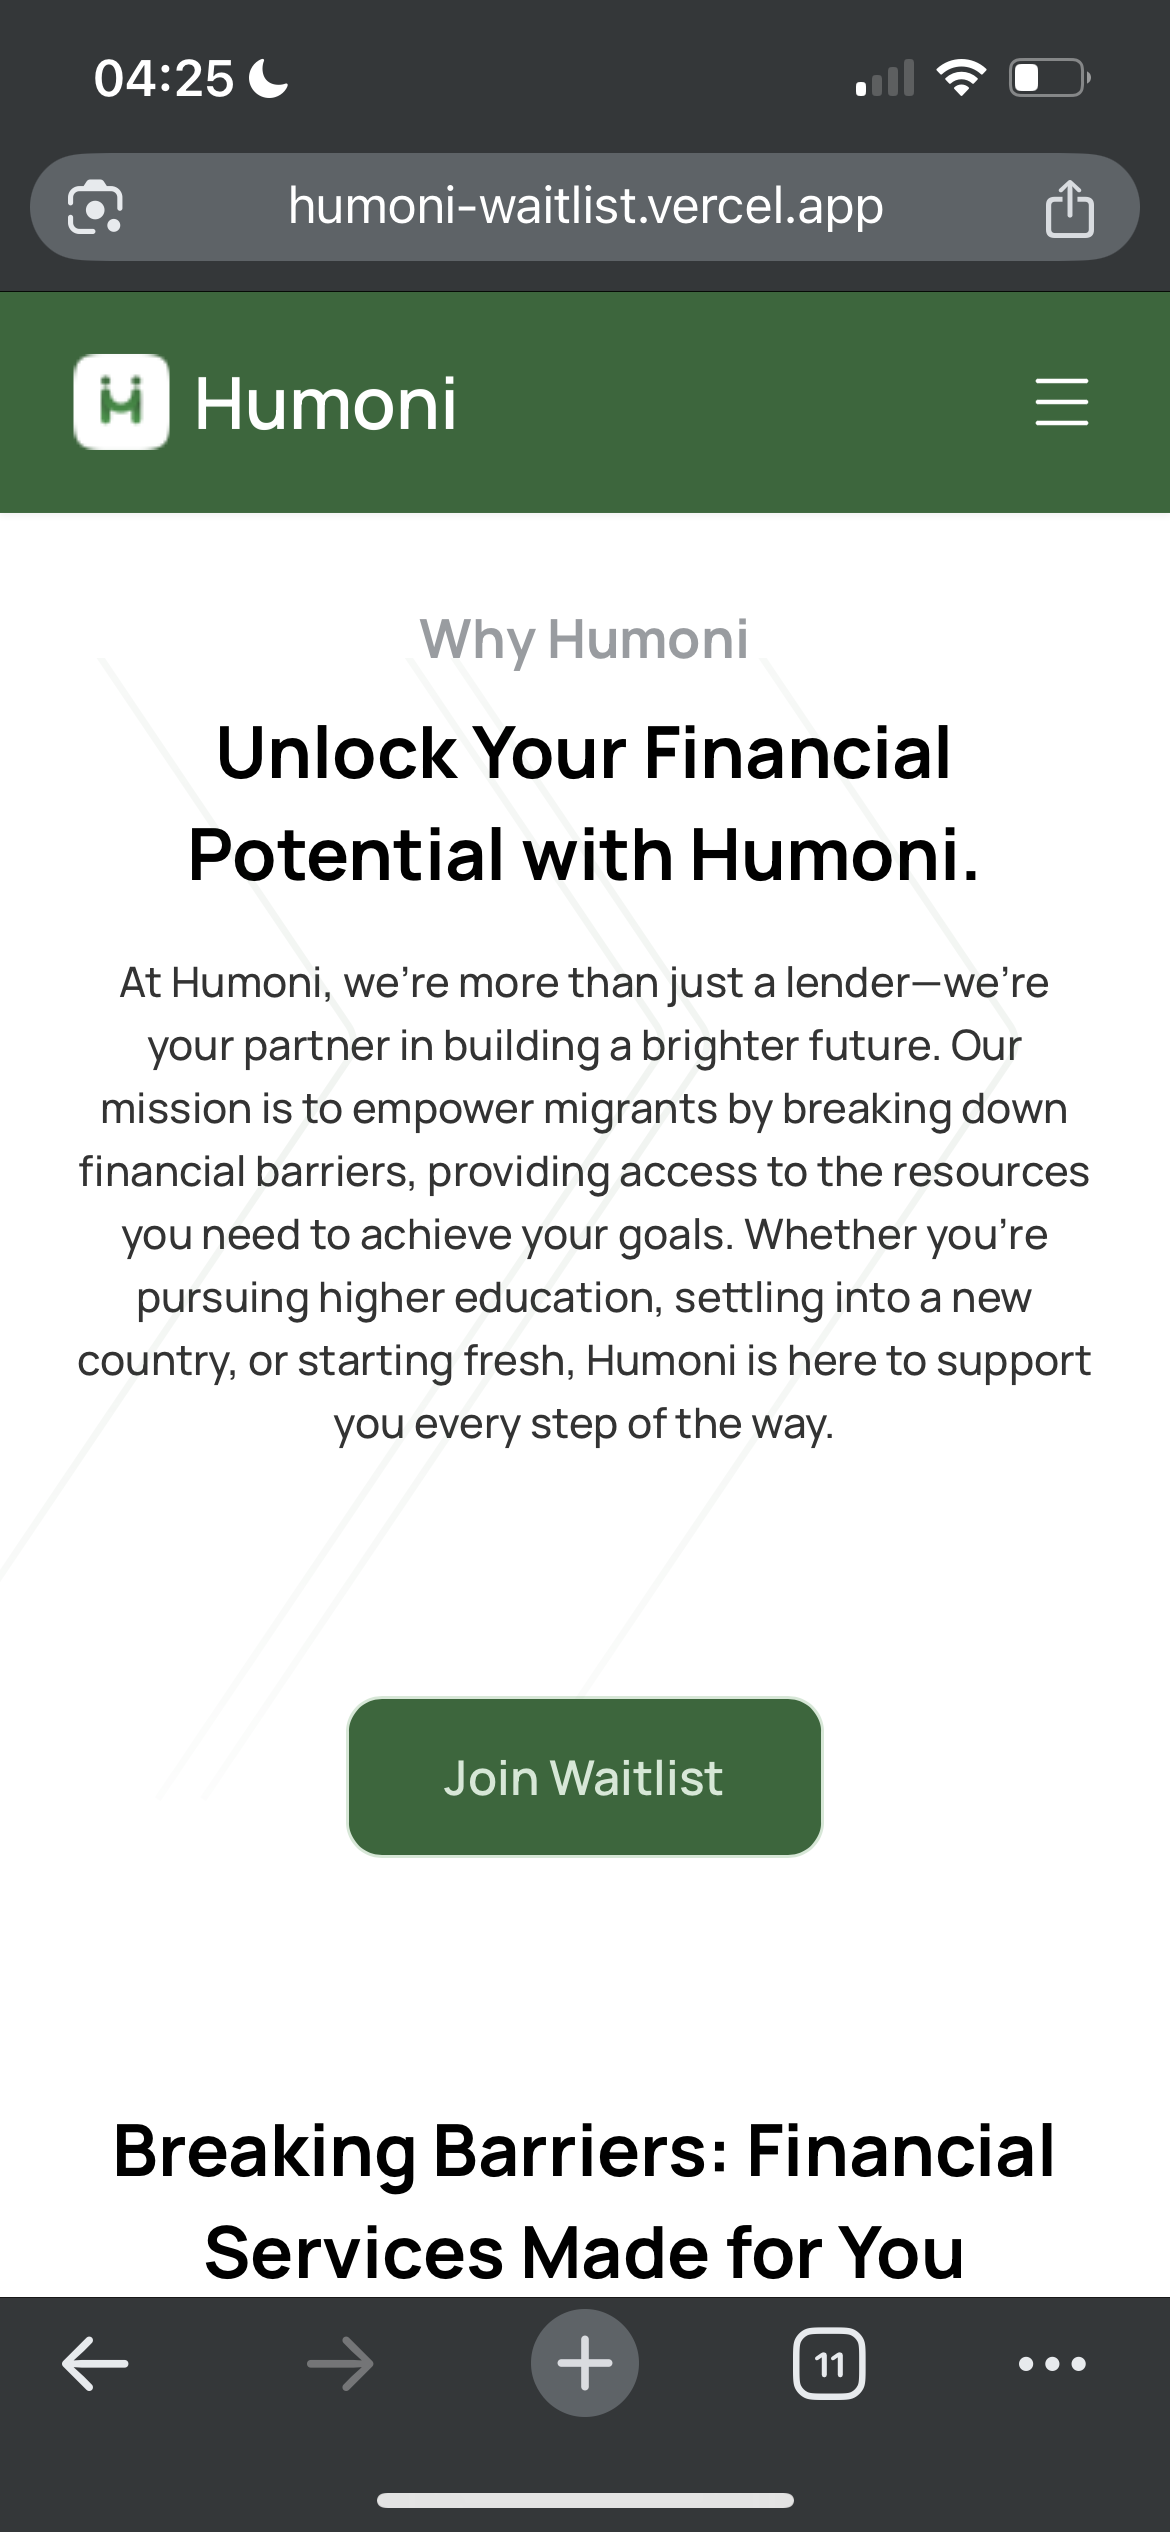 04:25
humoni-waitlist.vercel.app
Humoni
Why Humoni
Unlock Your Financial
Potential with Humoni.
At Humoni, we’re more than just a lender—we’re
your partner in building a brighter future. Our
mission is to empower migrants by breaking down
financial barriers, providing access to the resources
you need to achieve your goals. Whether you’re
pursuing higher education, settling into a new
country, or starting fresh, Humoni is here to support
you every step of the way.
Join Waitlist
Breaking Barriers: Financial
Services Made for You
11